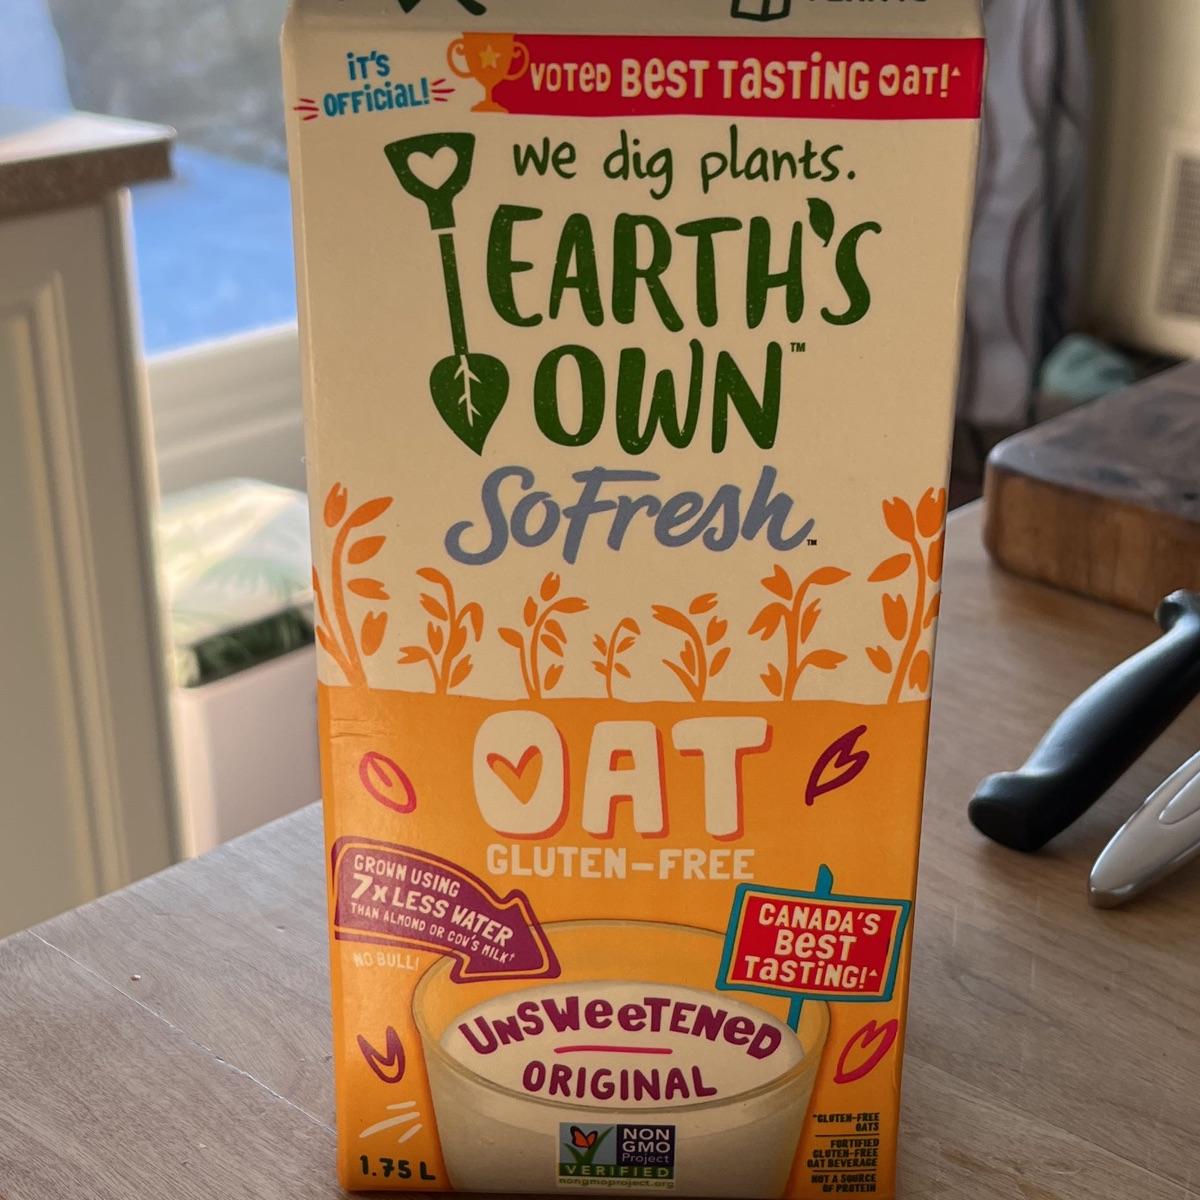 iT'S
OFFiCiAL!
VOTED BEST TASTiNG OAT!^
we dig plants.
EARTH'S
OWN™
SoFresh™
OAT
GLUTEN-FREE
GROWN USING
7x LESS WATER
THAN ALMOND OR COW'S MILK†
NO BULL!
CANADA'S
BEST
TASTiNG!^
UNSWEETENED
ORIGINAL
NON
GMO
Project
VERIFIED
nongmoproject.org
1.75 L
*GLUTEN-FREE
OATS
FORTIFIED
GLUTEN-FREE
OAT BEVERAGE
NOT A SOURCE
OF PROTEIN